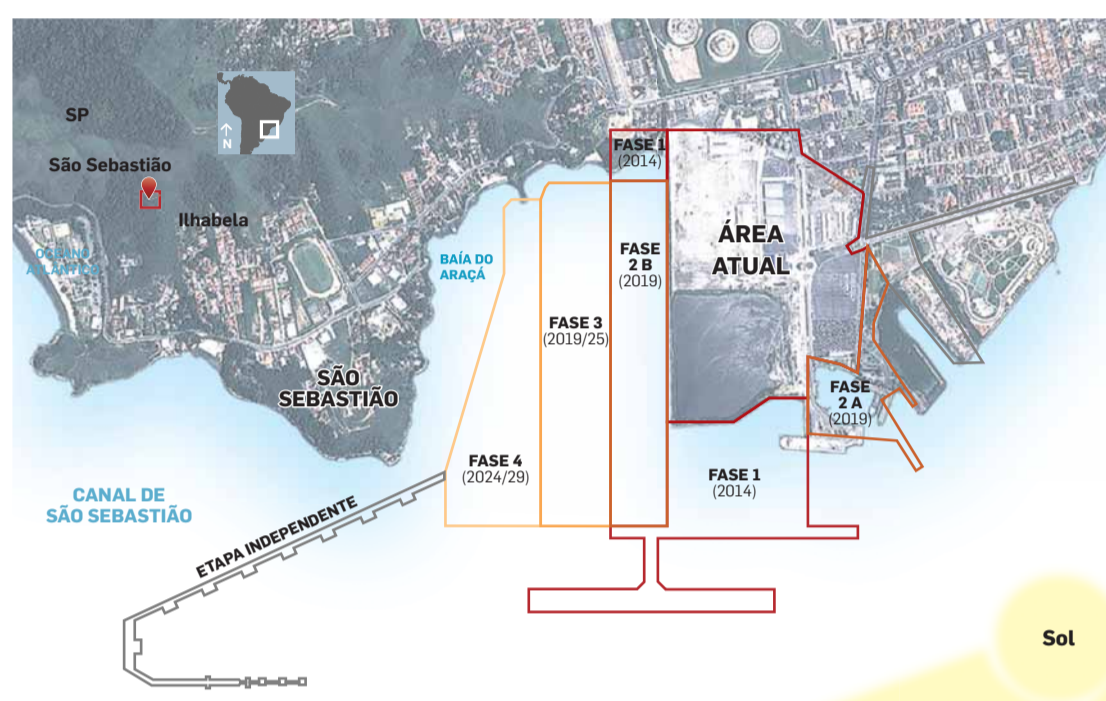 SP
São Sebastião
Ilhabela
N
OCEANO
ATLÂNTICO
BAÍA DO
ARAÇÁ
SÃO
SEBASTIÃO
CANAL DE
SÃO SEBASTIÃO
ETAPA INDEPENDENTE
FASE 4
(2024/29)
FASE 3
(2019/25)
FASE 1
(2014)
FASE
2 B
(2019)
ÁREA
ATUAL
FASE
2 A
(2019)
FASE 1
(2014)
Sol